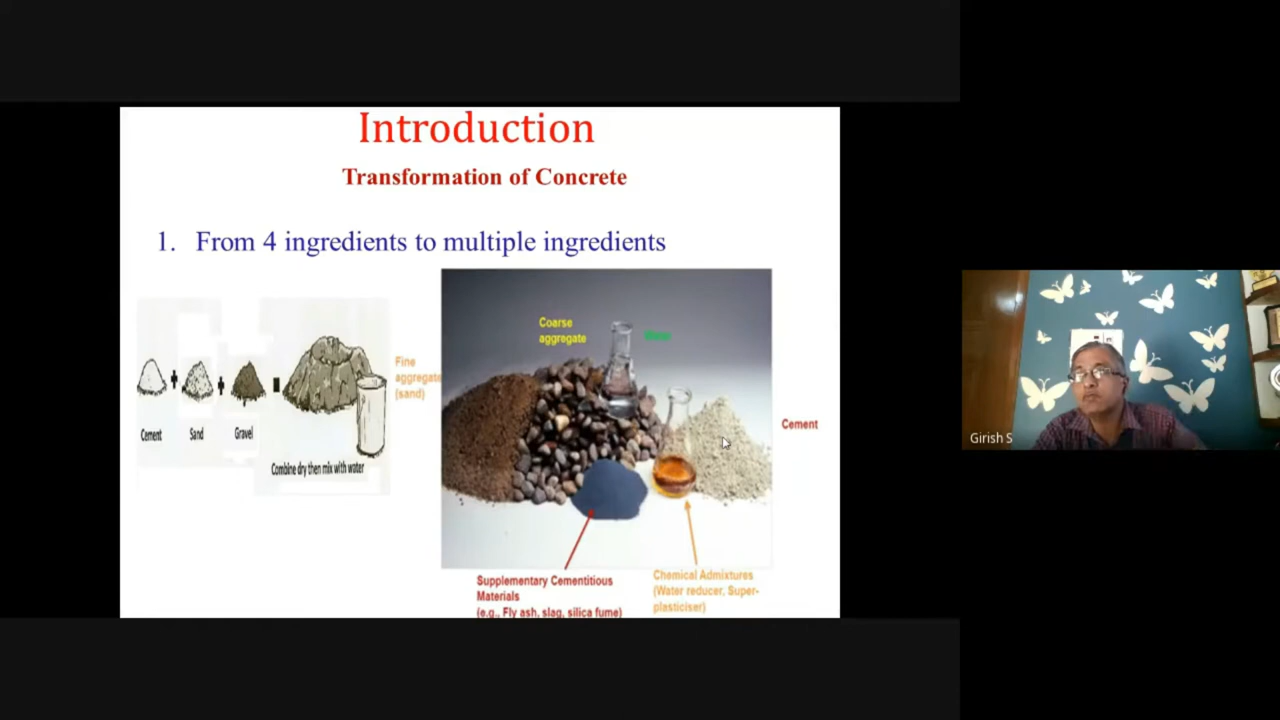 Introduction
Transformation of Concrete
1. From 4 ingredients to multiple ingredients
Cement
Sand
Gravel
Combine dry then mix with water
Fine
aggregate
(sand)
Coarse
aggregate
Cement
Supplementary Cementitious
Materials
(e.g., Fly ash, slag, silica fume)
Chemical Admixtures
(Water reducer, Super-
plasticiser)
Girish S